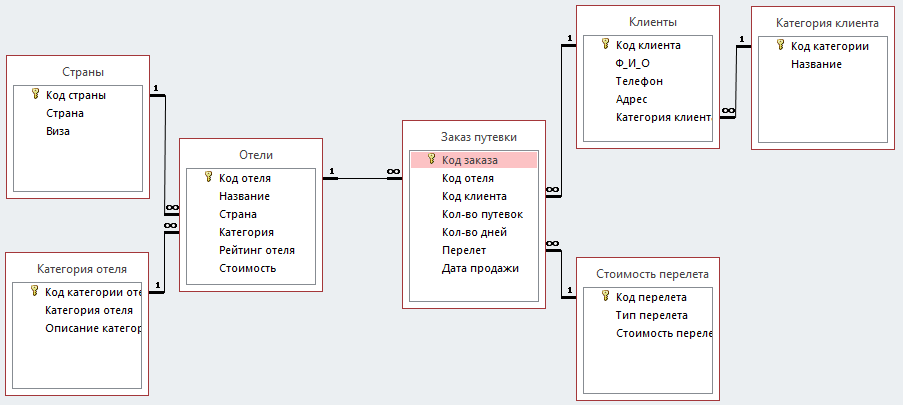 Страны
1
Код страны
Страна
Виза
∞
Категория отеля
1
Код категории оте
Категория отеля
Описание категор
∞
Отели
1
Код отеля
Название
Страна
Категория
Рейтинг отеля
Стоимость
Заказ путевки
Код заказа
∞
Код отеля
Код клиента
∞
Кол-во путевок
Кол-во дней
Перелет
∞
Дата продажи
Клиенты
1
Код клиента
Ф_И_О
Телефон
Адрес
Категория клиента
∞
Категория клиента
1
Код категории
Название
Стоимость перелета
1
Код перелета
Тип перелета
Стоимость переле